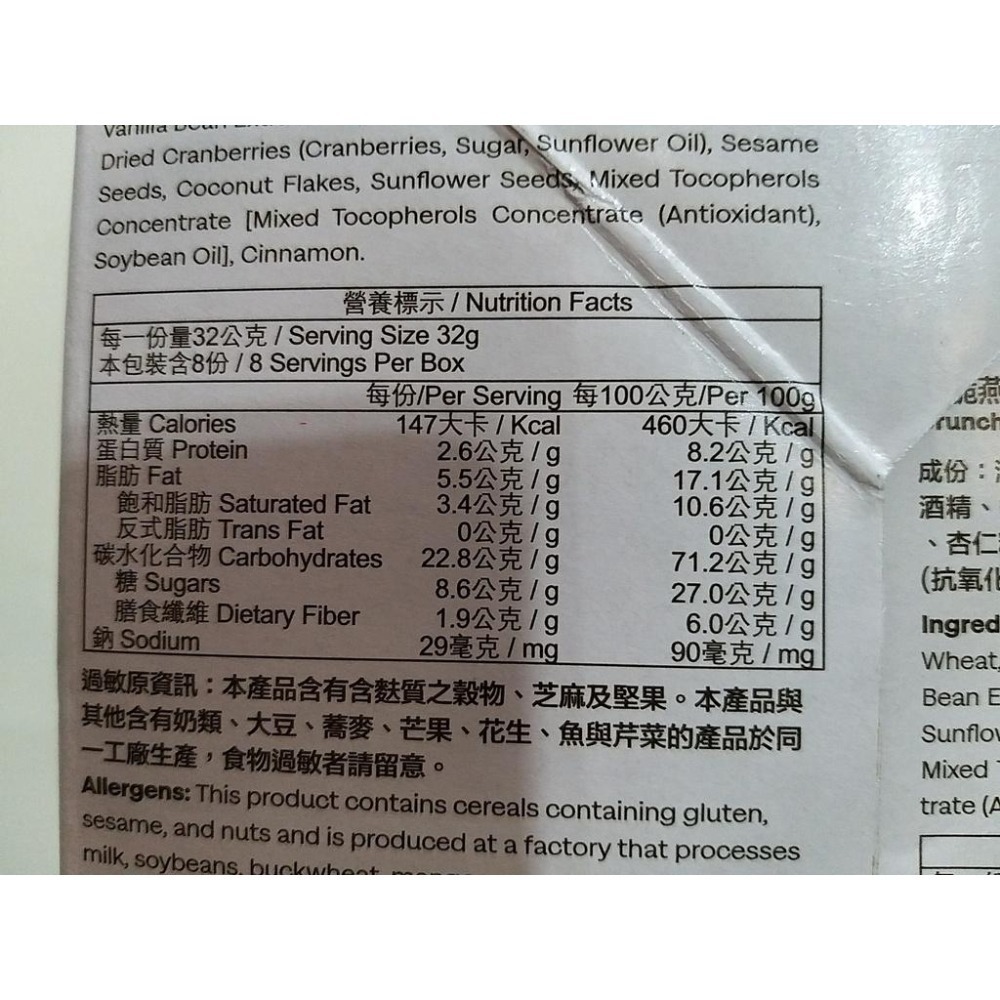 Vanilla Bean
Dried Cranberries (Cranberries, Sugar, Sunflower Oil), Sesame
Seeds, Coconut Flakes, Sunflower Seeds, Mixed Tocopherols
Concentrate [Mixed Tocopherols Concentrate (Antioxidant),
Soybean Oil], Cinnamon.
營養標示 / Nutrition Facts
每一份量32公克 / Serving Size 32g
本包裝含8份 / 8 Servings Per Box
每份/Per Serving 每100公克/Per 100g
熱量 Calories 147大卡 / Kcal 460大卡 / Kcal
蛋白質 Protein 2.6公克 / g 8.2公克 / g
脂肪 Fat 5.5公克 / g 17.1公克 / g
飽和脂肪 Saturated Fat 3.4公克 / g 10.6公克 / g
反式脂肪 Trans Fat 0公克 / g 0公克 / g
碳水化合物 Carbohydrates 22.8公克 / g 71.2公克 / g
糖 Sugars 8.6公克 / g 27.0公克 / g
膳食纖維 Dietary Fiber 1.9公克 / g 6.0公克 / g
鈉 Sodium 29毫克 / mg 90毫克 / mg
過敏原資訊：本產品含有含麩質之穀物、芝麻及堅果。本產品與
其他含有奶類、大豆、蕎麥、芒果、花生、魚與芹菜的產品於同
一工廠生產，食物過敏者請留意。
Allergens: This product contains cereals containing gluten,
sesame, and nuts and is produced at a factory that processes
milk, soybeans, buckwheat,
脆燕
runch
成份：
酒精、
、杏仁
(抗氧化
Ingred
Wheat,
Bean E
Sunflow
Mixed
trate (A